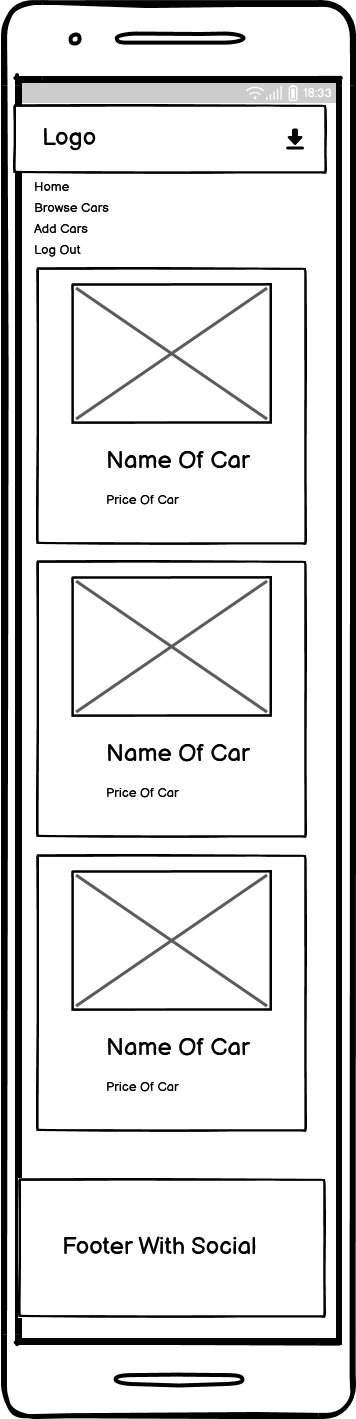 18:33
Logo
Home
Browse Cars
Add Cars
Log Out
Name Of Car
Price Of Car
Name Of Car
Price Of Car
Name Of Car
Price Of Car
Footer With Social